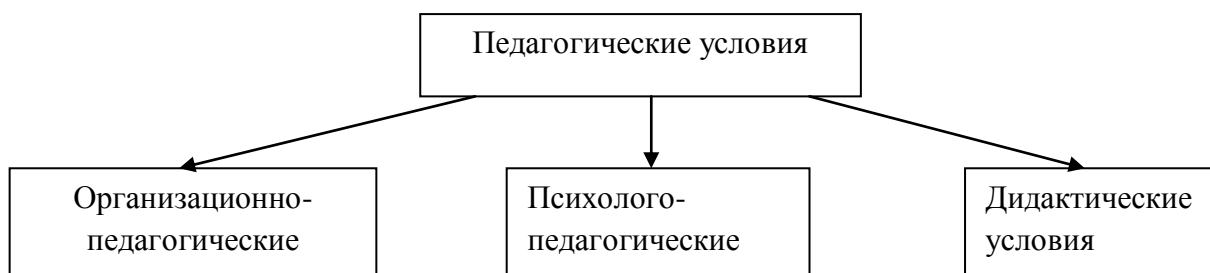 Педагогические условия
Организационно-
педагогические
Психолого-
педагогические
Дидактические
условия